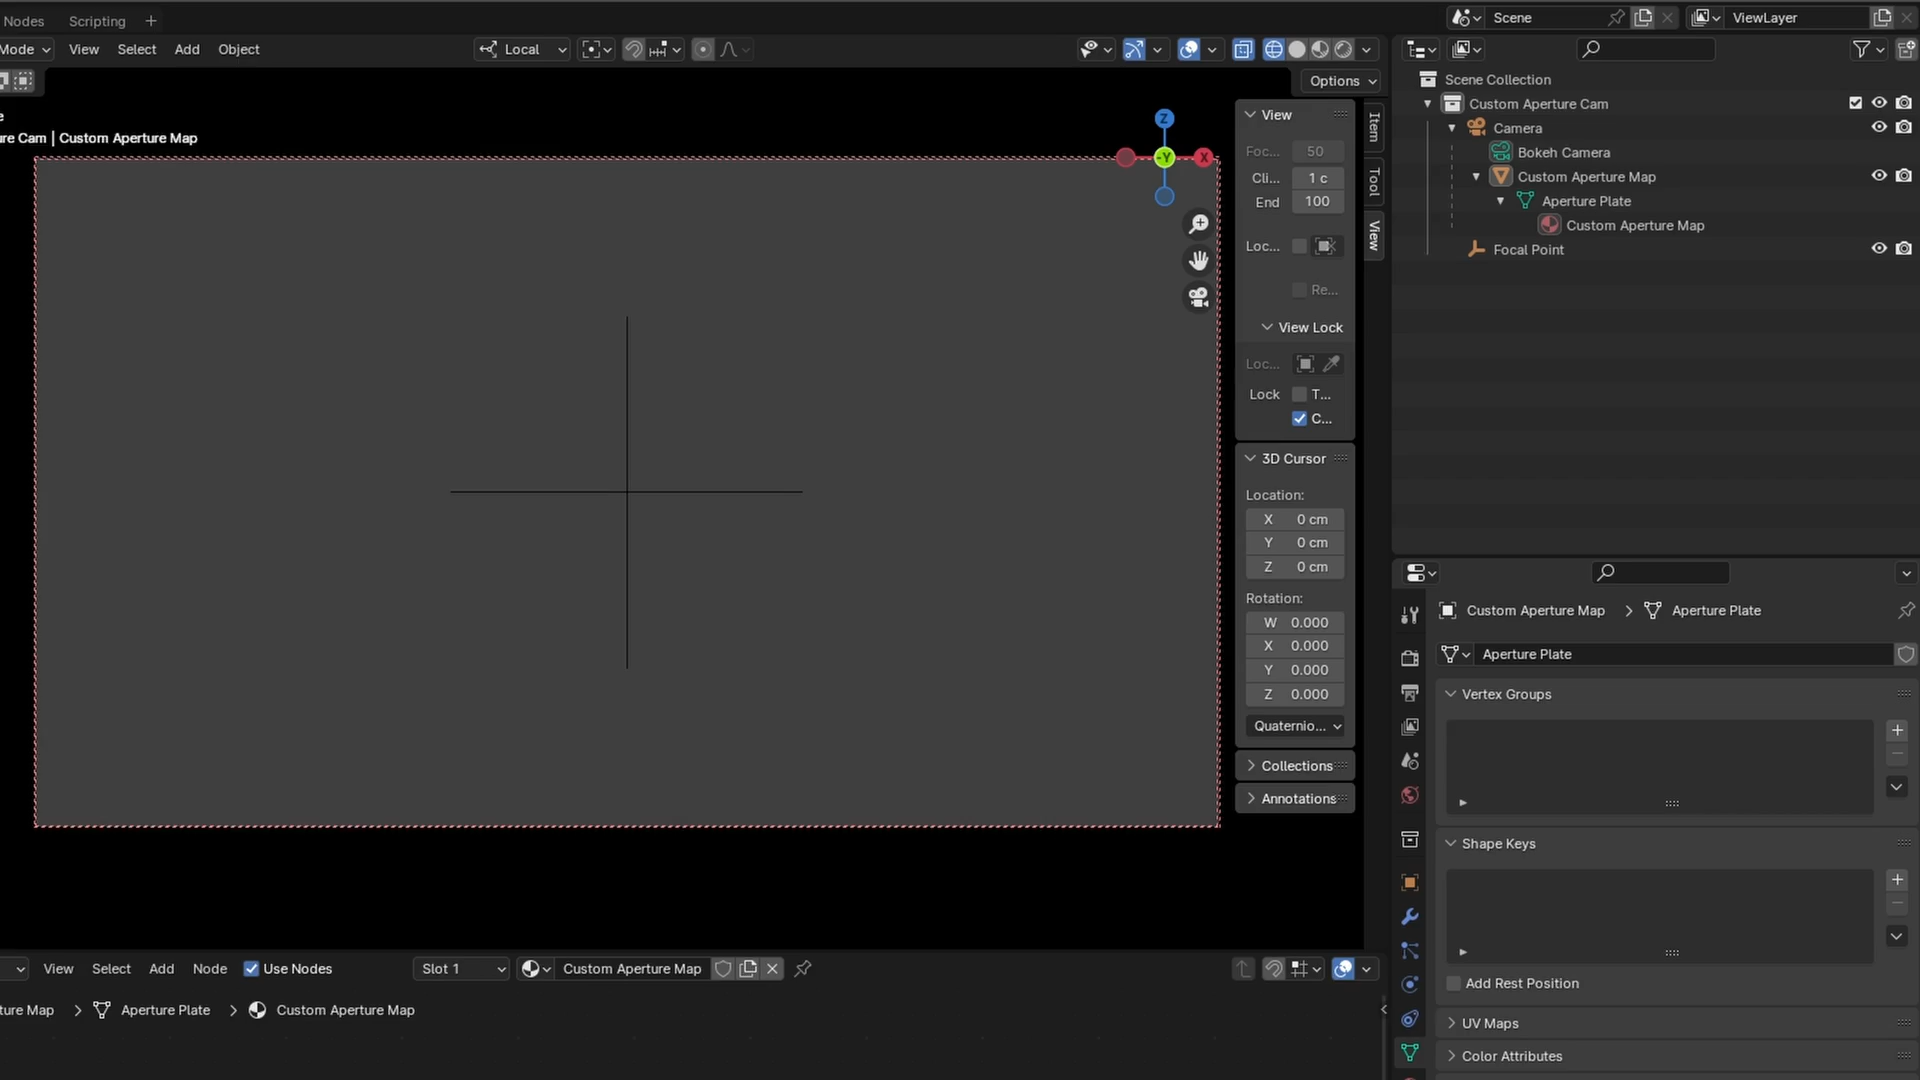 Nodes Scripting +
Scene
ViewLayer
Mode View Select Add Object
Local
Options
e
re Cam | Custom Aperture Map
Z
-Y
X
View
Foc... 50
Cli... 1 c
End 100
Loc...
Re...
View Lock
Loc...
Lock T...
C...
3D Cursor
Location:
X 0 cm
Y 0 cm
Z 0 cm
Rotation:
W 0.000
X 0.000
Y 0.000
Z 0.000
Quaternio...
Collections
Annotations
Item
Tool
View
Scene Collection
Custom Aperture Cam
Camera
Bokeh Camera
Custom Aperture Map
Aperture Plate
Custom Aperture Map
Focal Point
Custom Aperture Map > Aperture Plate
Aperture Plate
Vertex Groups
Shape Keys
Add Rest Position
UV Maps
Color Attributes
View Select Add Node Use Nodes
Slot 1
Custom Aperture Map
ture Map > Aperture Plate > Custom Aperture Map